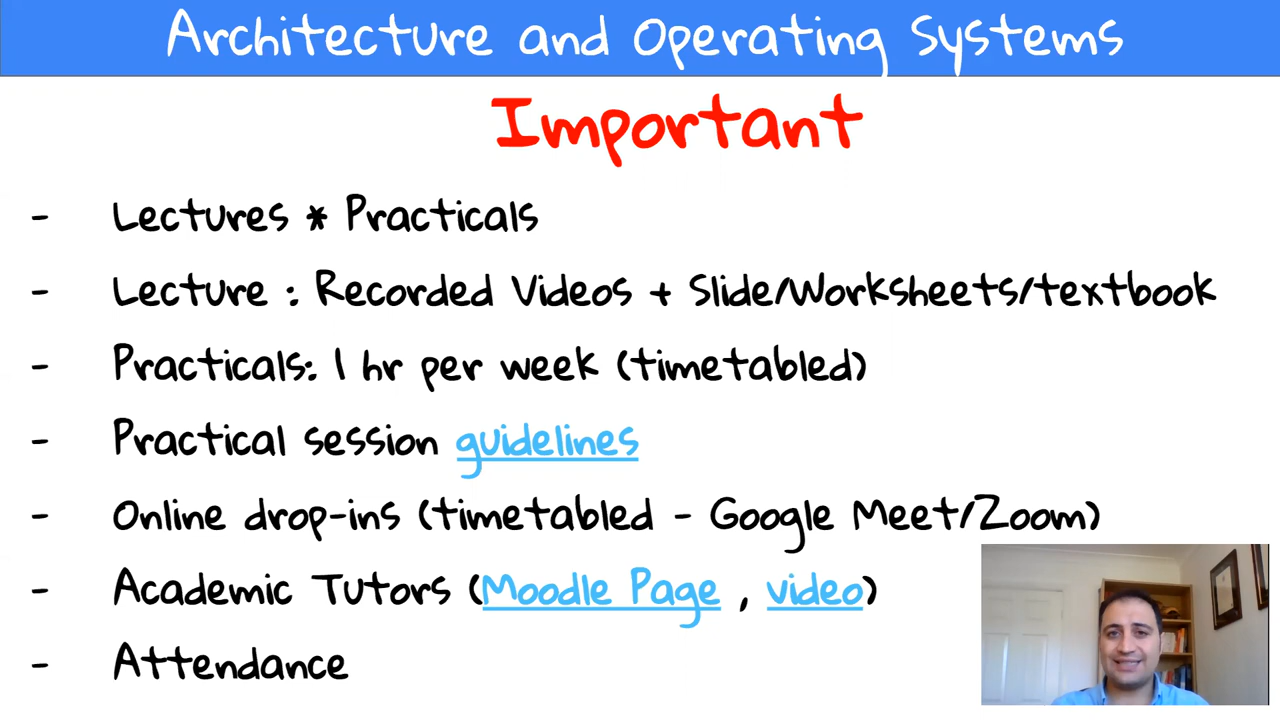 Architecture and Operating Systems
Important
- Lectures * Practicals
- Lecture : Recorded Videos + Slide/Worksheets/textbook
- Practicals: 1 hr per week (timetabled)
- Practical session guidelines
- Online drop-ins (timetabled - Google Meet/Zoom)
- Academic Tutors (Moodle Page , video)
- Attendance